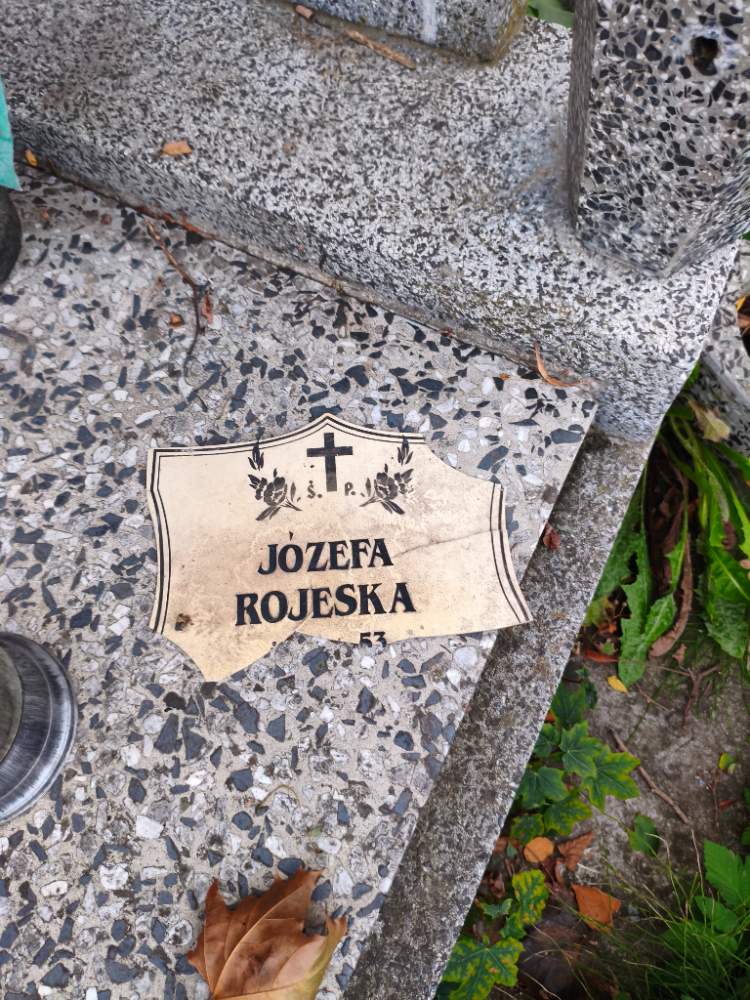 Ś. P.
JÓZEFA
ROJESKA
53